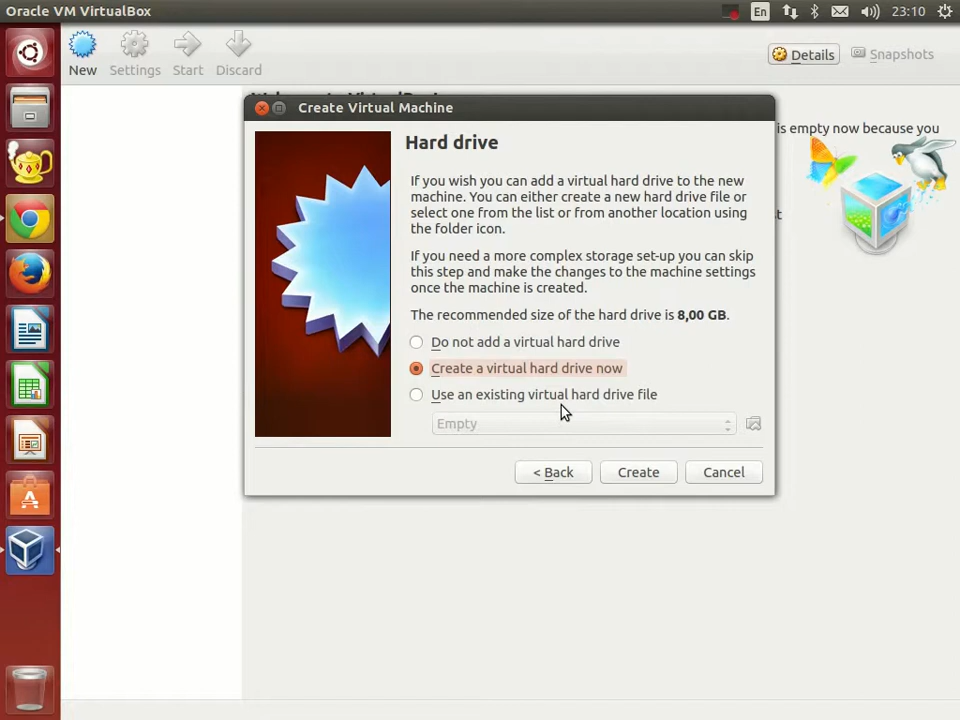 Oracle VM VirtualBox
En
23:10
New
Settings
Start
Discard
Details
Snapshots
Create Virtual Machine
is empty now because you
Hard drive
If you wish you can add a virtual hard drive to the new
machine. You can either create a new hard drive file or
select one from the list or from another location using
the folder icon.
If you need a more complex storage set-up you can skip
this step and make the changes to the machine settings
once the machine is created.
The recommended size of the hard drive is 8,00 GB.
Do not add a virtual hard drive
Create a virtual hard drive now
Use an existing virtual hard drive file
Empty
< Back
Create
Cancel